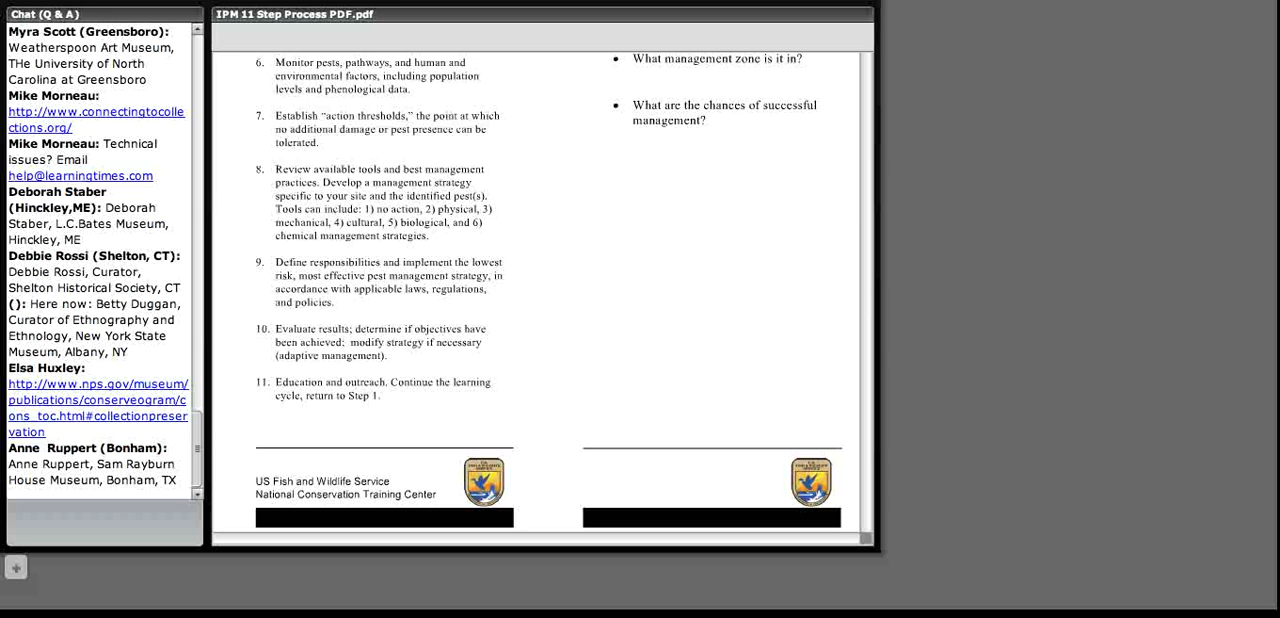 Chat (Q & A)
Myra Scott (Greensboro):
Weatherspoon Art Museum,
THe University of North
Carolina at Greensboro
Mike Morneau:
http://www.connectingtocolle
ctions.org/
Mike Morneau: Technical
issues? Email
help@learningtimes.com
Deborah Staber
(Hinckley,ME): Deborah
Staber, L.C.Bates Museum,
Hinckley, ME
Debbie Rossi (Shelton, CT):
Debbie Rossi, Curator,
Shelton Historical Society, CT
(): Here now: Betty Duggan,
Curator of Ethnography and
Ethnology, New York State
Museum, Albany, NY
Elsa Huxley:
http://www.nps.gov/museum/
publications/conserveogram/c
ons_toc.html#collectionpreser
vation
Anne Ruppert (Bonham):
Anne Ruppert, Sam Rayburn
House Museum, Bonham, TX
IPM 11 Step Process PDF.pdf
6. Monitor pests, pathways, and human and
environmental factors, including population
levels and phenological data.
7. Establish “action thresholds,” the point at which
no additional damage or pest presence can be
tolerated.
8. Review available tools and best management
practices. Develop a management strategy
specific to your site and the identified pest(s).
Tools can include: 1) no action, 2) physical, 3)
mechanical, 4) cultural, 5) biological, and 6)
chemical management strategies.
9. Define responsibilities and implement the lowest
risk, most effective pest management strategy, in
accordance with applicable laws, regulations,
and policies.
10. Evaluate results; determine if objectives have
been achieved; modify strategy if necessary
(adaptive management).
11. Education and outreach. Continue the learning
cycle, return to Step 1.
US Fish and Wildlife Service
National Conservation Training Center
• What management zone is it in?
• What are the chances of successful
management?